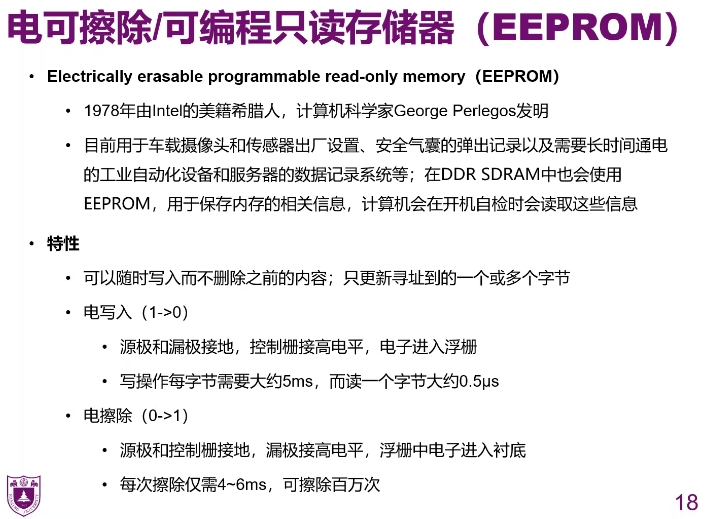 电可擦除/可编程只读存储器（EEPROM）
• Electrically erasable programmable read-only memory（EEPROM）
• 1978年由Intel的美籍希腊人，计算机科学家George Perlegos发明
• 目前用于车载摄像头和传感器出厂设置、安全气囊的弹出记录以及需要长时间通电
的工业自动化设备和服务器的数据记录系统等；在DDR SDRAM中也会使用
EEPROM，用于保存内存的相关信息，计算机会在开机自检时会读取这些信息
• 特性
• 可以随时写入而不删除之前的内容；只更新寻址到的一个或多个字节
• 电写入（1->0）
• 源极和漏极接地，控制栅接高电平，电子进入浮栅
• 写操作每字节需要大约5ms，而读一个字节大约0.5μs
• 电擦除（0->1）
• 源极和控制栅接地，漏极接高电平，浮栅中电子进入衬底
• 每次擦除仅需4~6ms，可擦除百万次
18